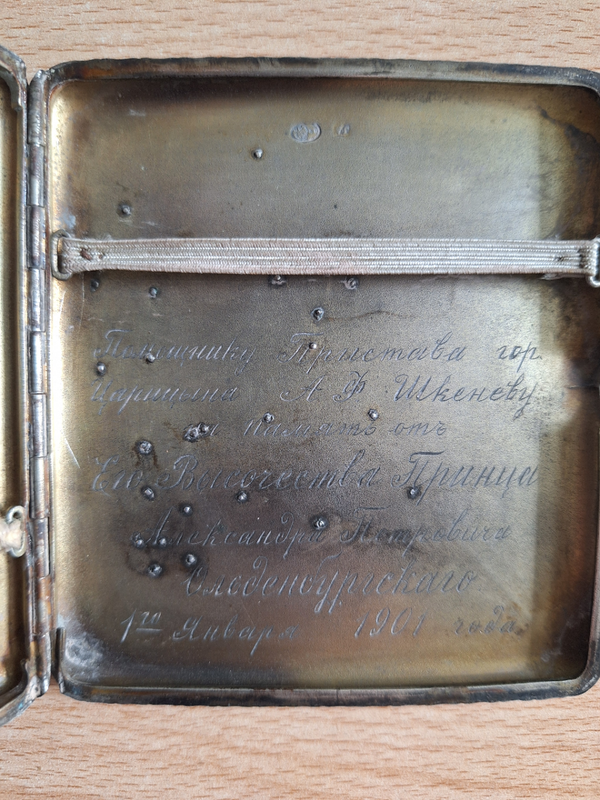 Помощнику Пристава гор.
Царицына А. Ф. Шкеневу
на память отъ
Его Высочества Принца
Александра Петровича
Ольденбургскаго
1го Января 1901 года.